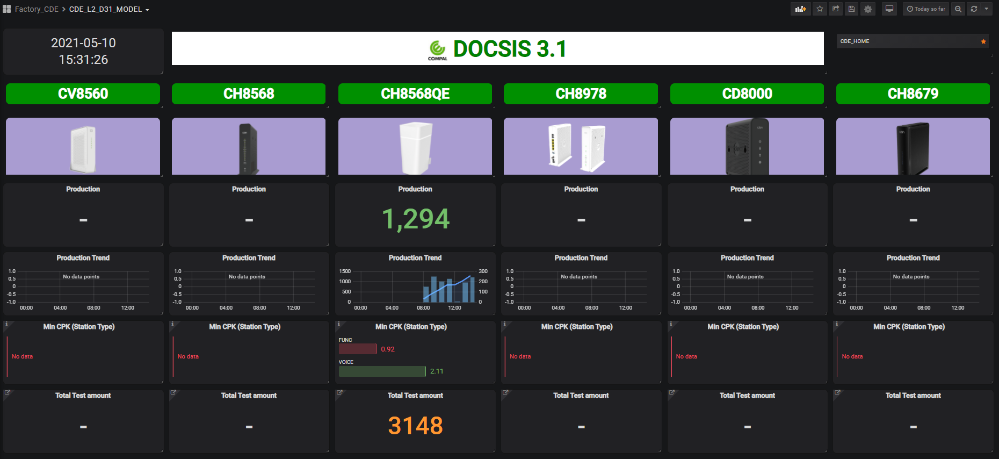 Factory_CDE > CDE_L2_D31_MODEL
Today so far
2021-05-10
15:31:26
COMPAL
DOCSIS 3.1
CDE_HOME
CV8560
CH8568
CH8568QE
CH8978
CD8000
CH8679
Production
-
Production
-
Production
1,294
Production
-
Production
-
Production
-
Production Trend
1.0
0.5
0
-0.5
-1.0
No data points
00:00 04:00 08:00 12:00
Production Trend
1.0
0.5
0
-0.5
-1.0
No data points
00:00 04:00 08:00 12:00
Production Trend
1500 300
1000 200
500 100
0 0
00:00 04:00 08:00 12:00
Production Trend
1.0
0.5
0
-0.5
-1.0
No data points
00:00 04:00 08:00 12:00
Production Trend
1.0
0.5
0
-0.5
-1.0
No data points
00:00 04:00 08:00 12:00
Production Trend
1.0
0.5
0
-0.5
-1.0
No data points
00:00 04:00 08:00 12:00
Min CPK (Station Type)
No data
Min CPK (Station Type)
No data
Min CPK (Station Type)
FUNC
0.92
VOICE
2.11
Min CPK (Station Type)
No data
Min CPK (Station Type)
No data
Min CPK (Station Type)
No data
Total Test amount
-
Total Test amount
-
Total Test amount
3148
Total Test amount
-
Total Test amount
-
Total Test amount
-